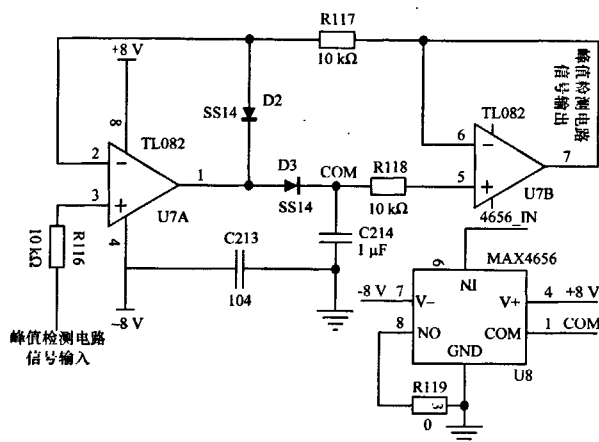 R117
10 kΩ
+8 V
D2
SS14
8
TL082
2
1
3
U7A
4
R116
10 kΩ
D3
SS14
COM
R118
10 kΩ
TL082
6
7
5
U7B
4656_IN
峰值检测电路
信号输出
C213
104
C214
1 μF
-8 V
峰值检测电路
信号输入
MAX4656
6
IN
-8 V
7
V-
V+
4
+8 V
8
NO
COM
1
COM
GND
U8
R119
3
0